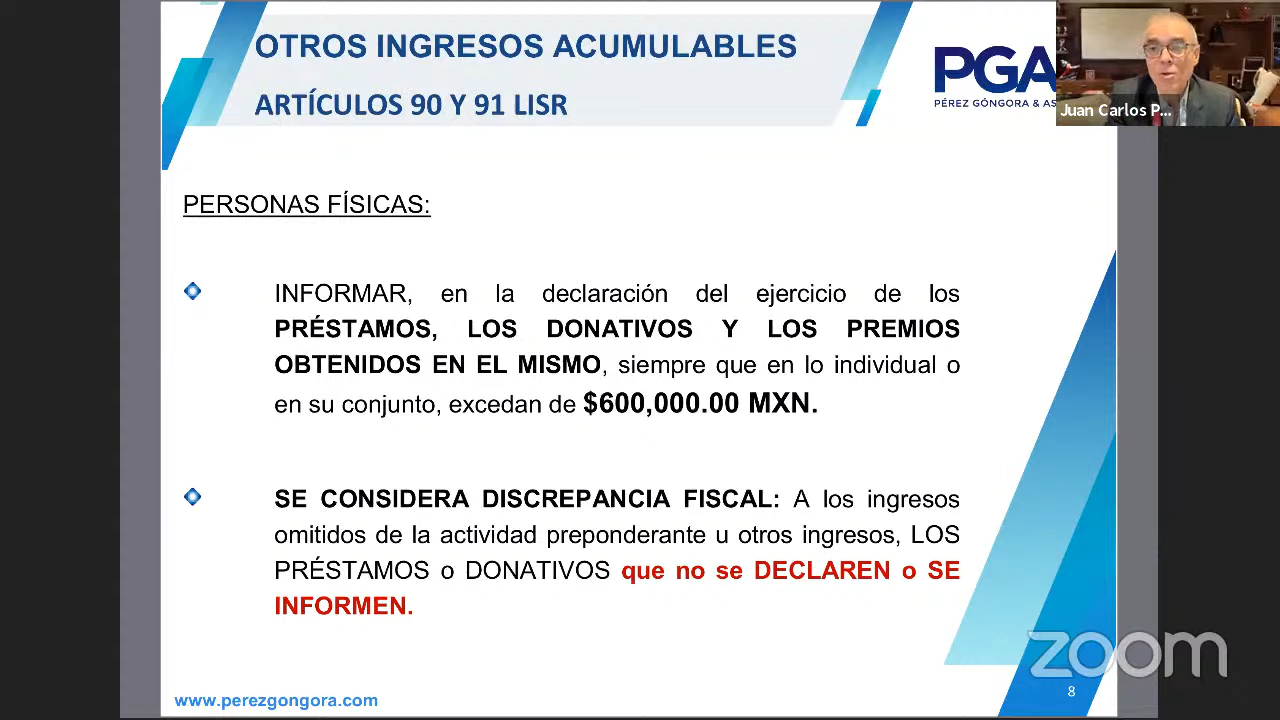 OTROS INGRESOS ACUMULABLES
ARTÍCULOS 90 Y 91 LISR
PGA
PÉREZ GÓNGORA & AS
Juan Carlos P...
PERSONAS FÍSICAS:
INFORMAR, en la declaración del ejercicio de los
PRÉSTAMOS, LOS DONATIVOS Y LOS PREMIOS
OBTENIDOS EN EL MISMO, siempre que en lo individual o
en su conjunto, excedan de $600,000.00 MXN.
SE CONSIDERA DISCREPANCIA FISCAL: A los ingresos
omitidos de la actividad preponderante u otros ingresos, LOS
PRÉSTAMOS o DONATIVOS que no se DECLAREN o SE
INFORMEN.
zoom
www.perezgongora.com
8